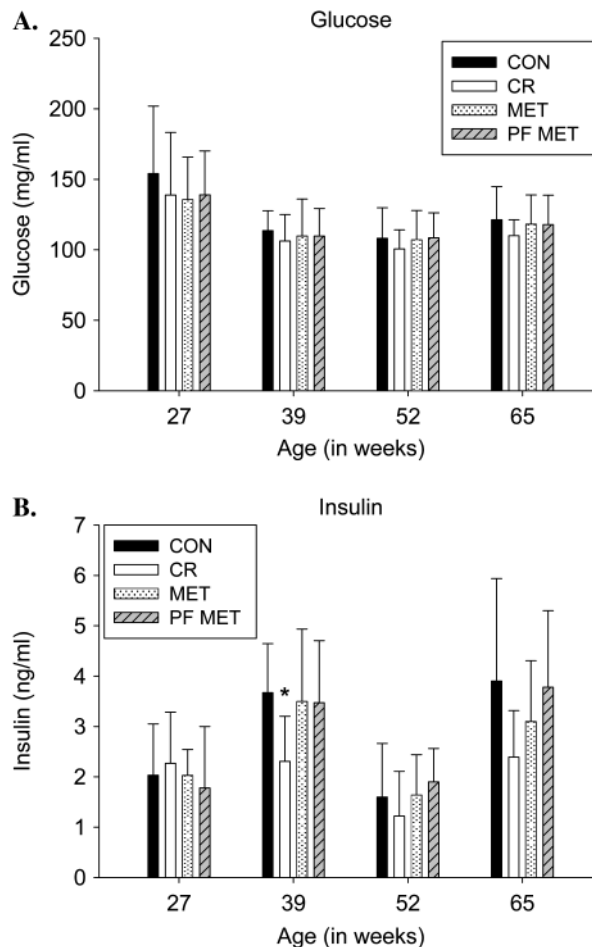 A.
Glucose
250
200
150
100
50
0
Glucose (mg/ml)
CON
CR
MET
PF MET
27 39 52 65
Age (in weeks)
B.
Insulin
7
6
5
4
3
2
1
0
Insulin (ng/ml)
CON
CR
MET
PF MET
*
27 39 52 65
Age (in weeks)